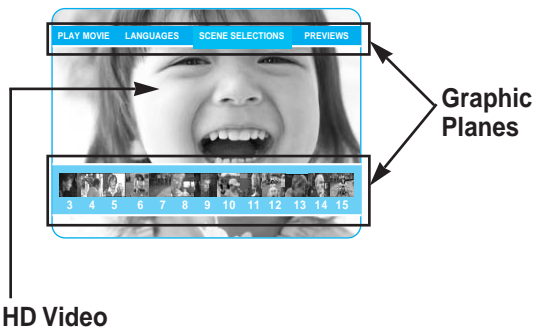 PLAY MOVIE LANGUAGES SCENE SELECTIONS PREVIEWS
Graphic
Planes
3 4 5 6 7 8 9 10 11 12 13 14 15
HD Video